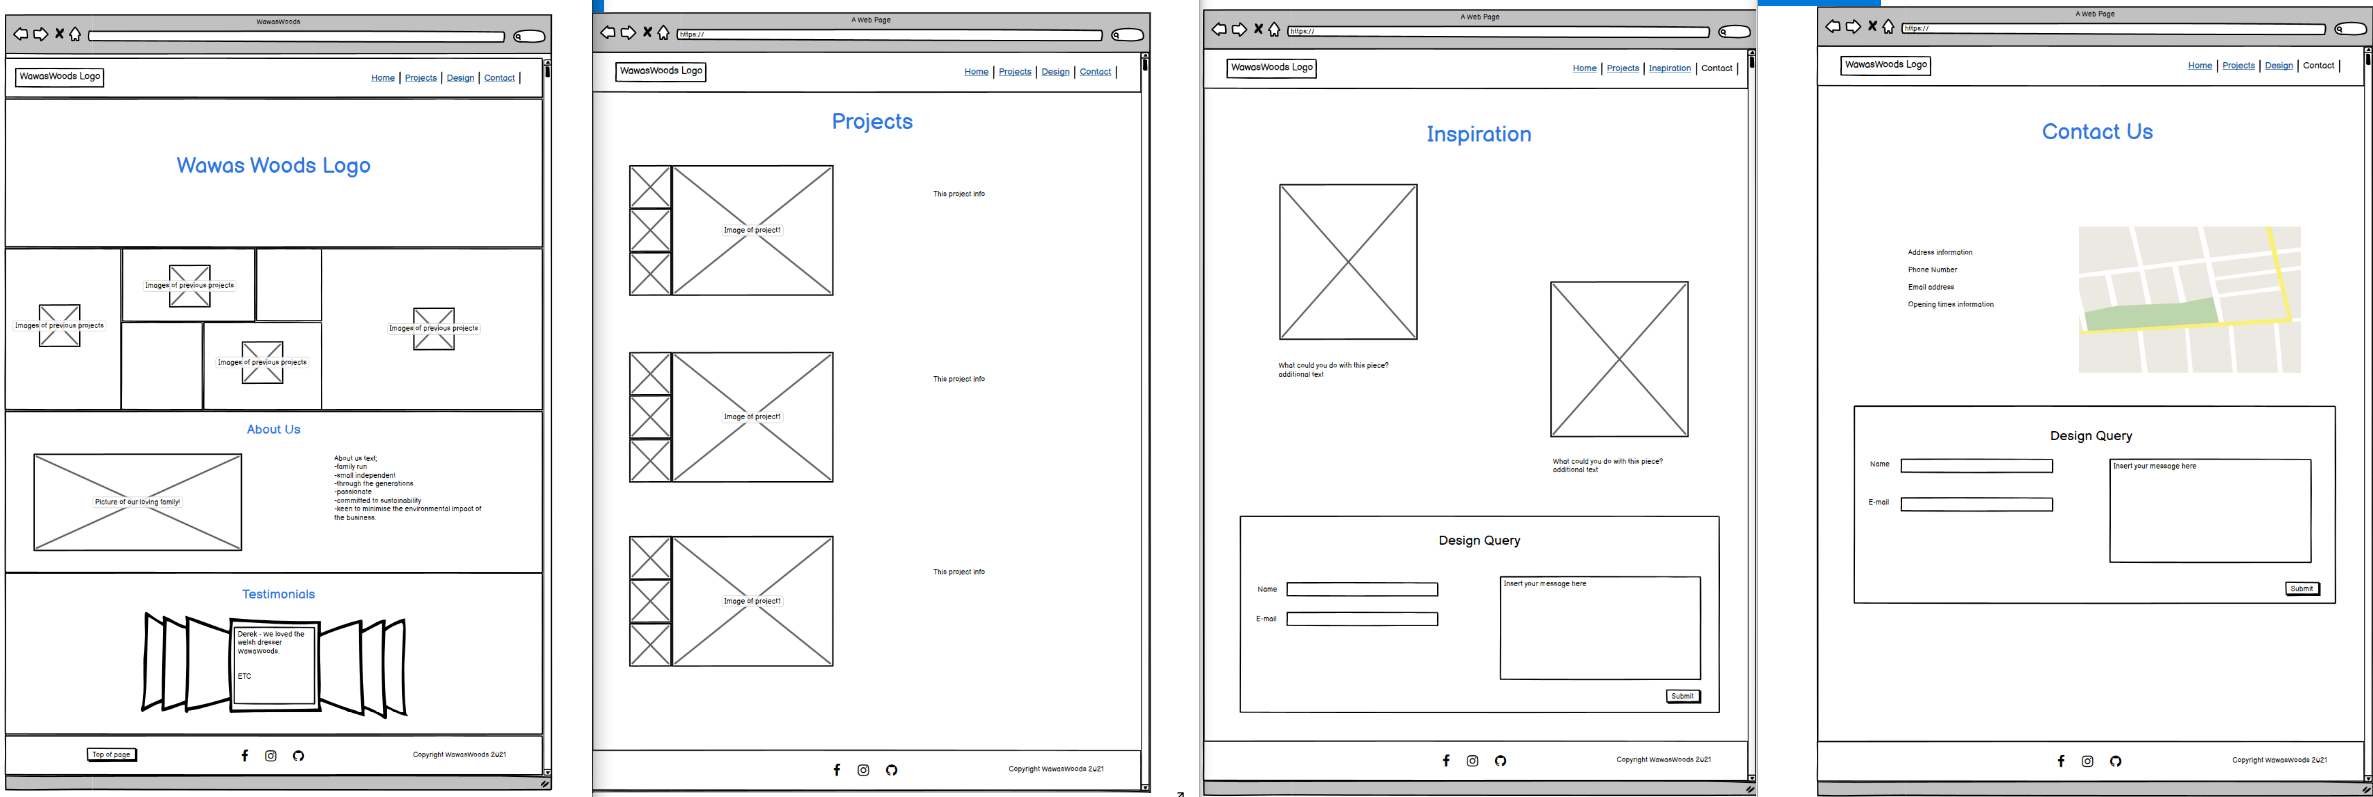 WawasWoods
WawasWoods Logo
Home | Projects | Design | Contact |
Wawas Woods Logo
Images of previous projects
Images of previous projects
Images of previous projects
Images of previous projects
About Us
Picture of our loving family!
About us text;
-family run
-small independent
-through the generations
-passionate
-committed to sustainability
-keen to minimise the environmental impact of
the business.
Testimonials
Derek - we loved the
welsh dresser
WawaWoods.
ETC
Top of page
Copyright WawasWoods 2021
A Web Page
https://
WawasWoods Logo
Home | Projects | Design | Contact |
Projects
Image of project1
This project info
Image of project1
This project info
Image of project1
This project info
Copyright WawasWoods 2021
A Web Page
https://
WawasWoods Logo
Home | Projects | Inspiration | Contact |
Inspiration
What could you do with this piece?
additional text
What could you do with this piece?
additional text
Design Query
Name
E-mail
Insert your message here
Submit
Copyright WawasWoods 2021
A Web Page
https://
WawasWoods Logo
Home | Projects | Design | Contact |
Contact Us
Address information
Phone Number
Email address
Opening times information
Design Query
Name
E-mail
Insert your message here
Submit
Copyright WawasWoods 2021